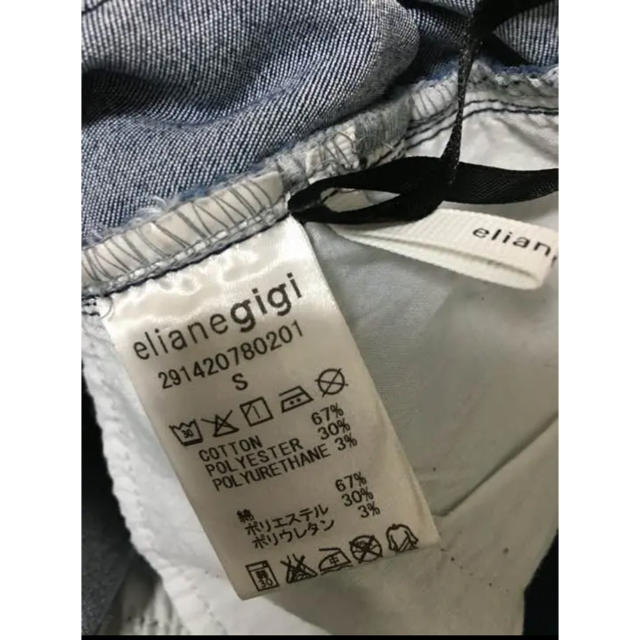 elianegigi
291420780201
S
30
COTTON 67%
POLYESTER 30%
POLYURETHANE 3%
綿 67%
ポリエステル 30%
ポリウレタン 3%
elian